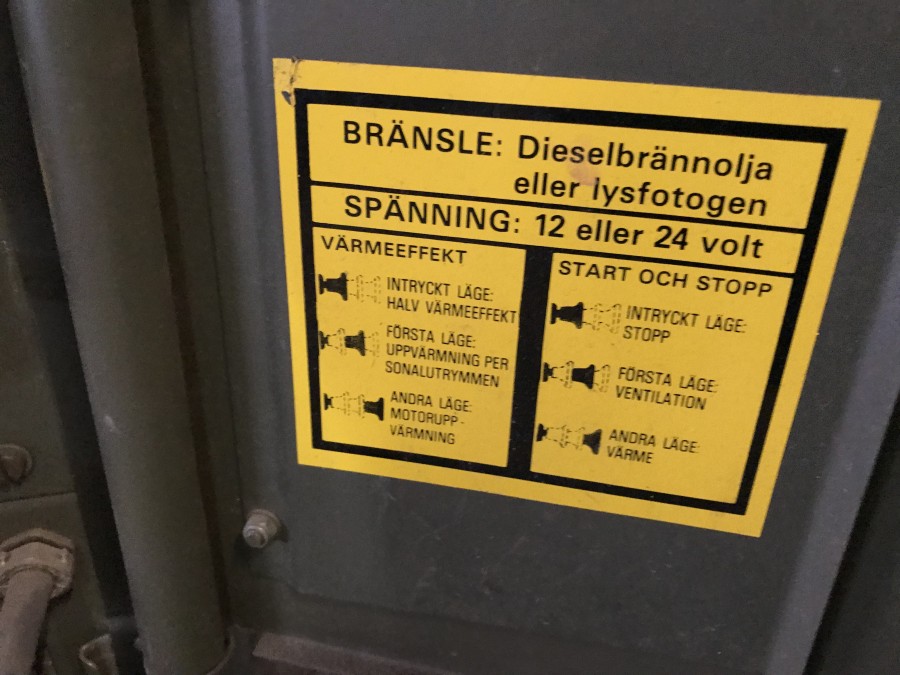 BRÄNSLE: Dieselbrännolja
eller lysfotogen
SPÄNNING: 12 eller 24 volt
VÄRMEEFFEKT
INTRYCKT LÄGE:
HALV VÄRMEEFFEKT
FÖRSTA LÄGE:
UPPVÄRMNING PER
SONALUTRYMMEN
ANDRA LÄGE:
MOTORUPP-
VÄRMNING
START OCH STOPP
INTRYCKT LÄGE:
STOPP
FÖRSTA LÄGE:
VENTILATION
ANDRA LÄGE:
VÄRME